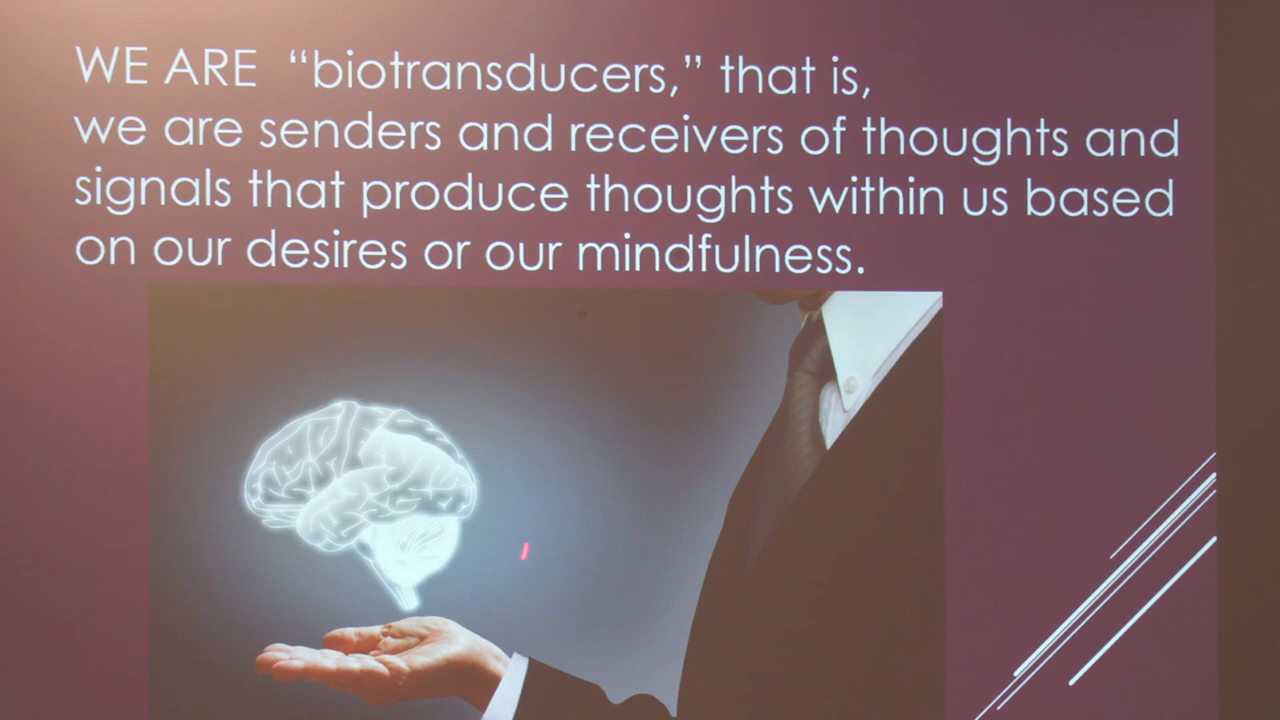 WE ARE “biotransducers,” that is,
we are senders and receivers of thoughts and
signals that produce thoughts within us based
on our desires or our mindfulness.